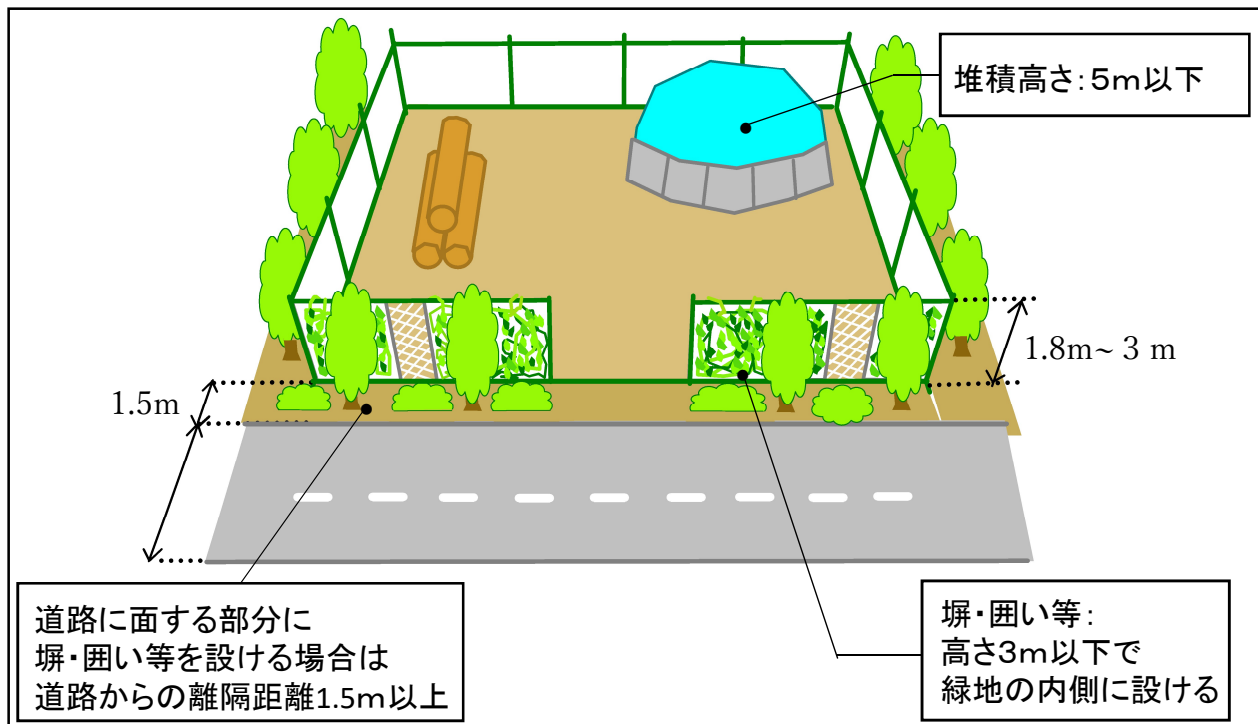 堆積高さ：5ｍ以下
1.8m~ 3 m
1.5m
道路に面する部分に
塀・囲い等を設ける場合は
道路からの離隔距離1.5ｍ以上
塀・囲い等：
高さ3ｍ以下で
緑地の内側に設ける